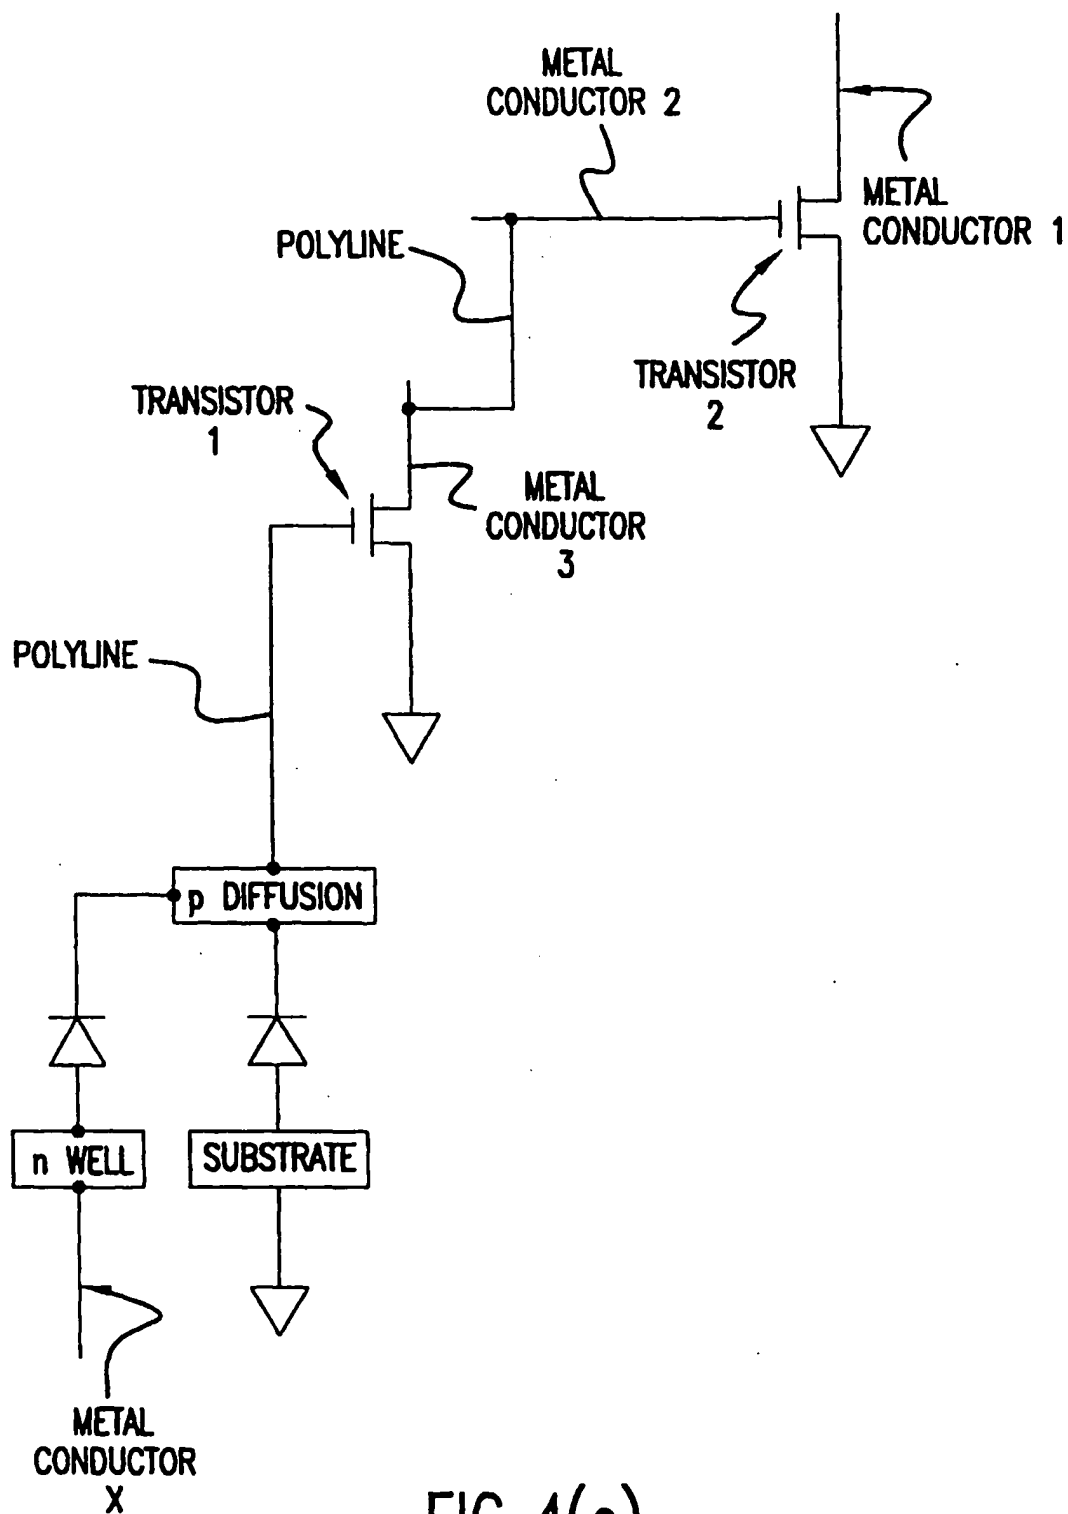 METAL
CONDUCTOR 2
METAL
CONDUCTOR 1
POLYLINE
TRANSISTOR
2
TRANSISTOR
1
METAL
CONDUCTOR
3
POLYLINE
p DIFFUSION
n WELL
SUBSTRATE
METAL
CONDUCTOR
X